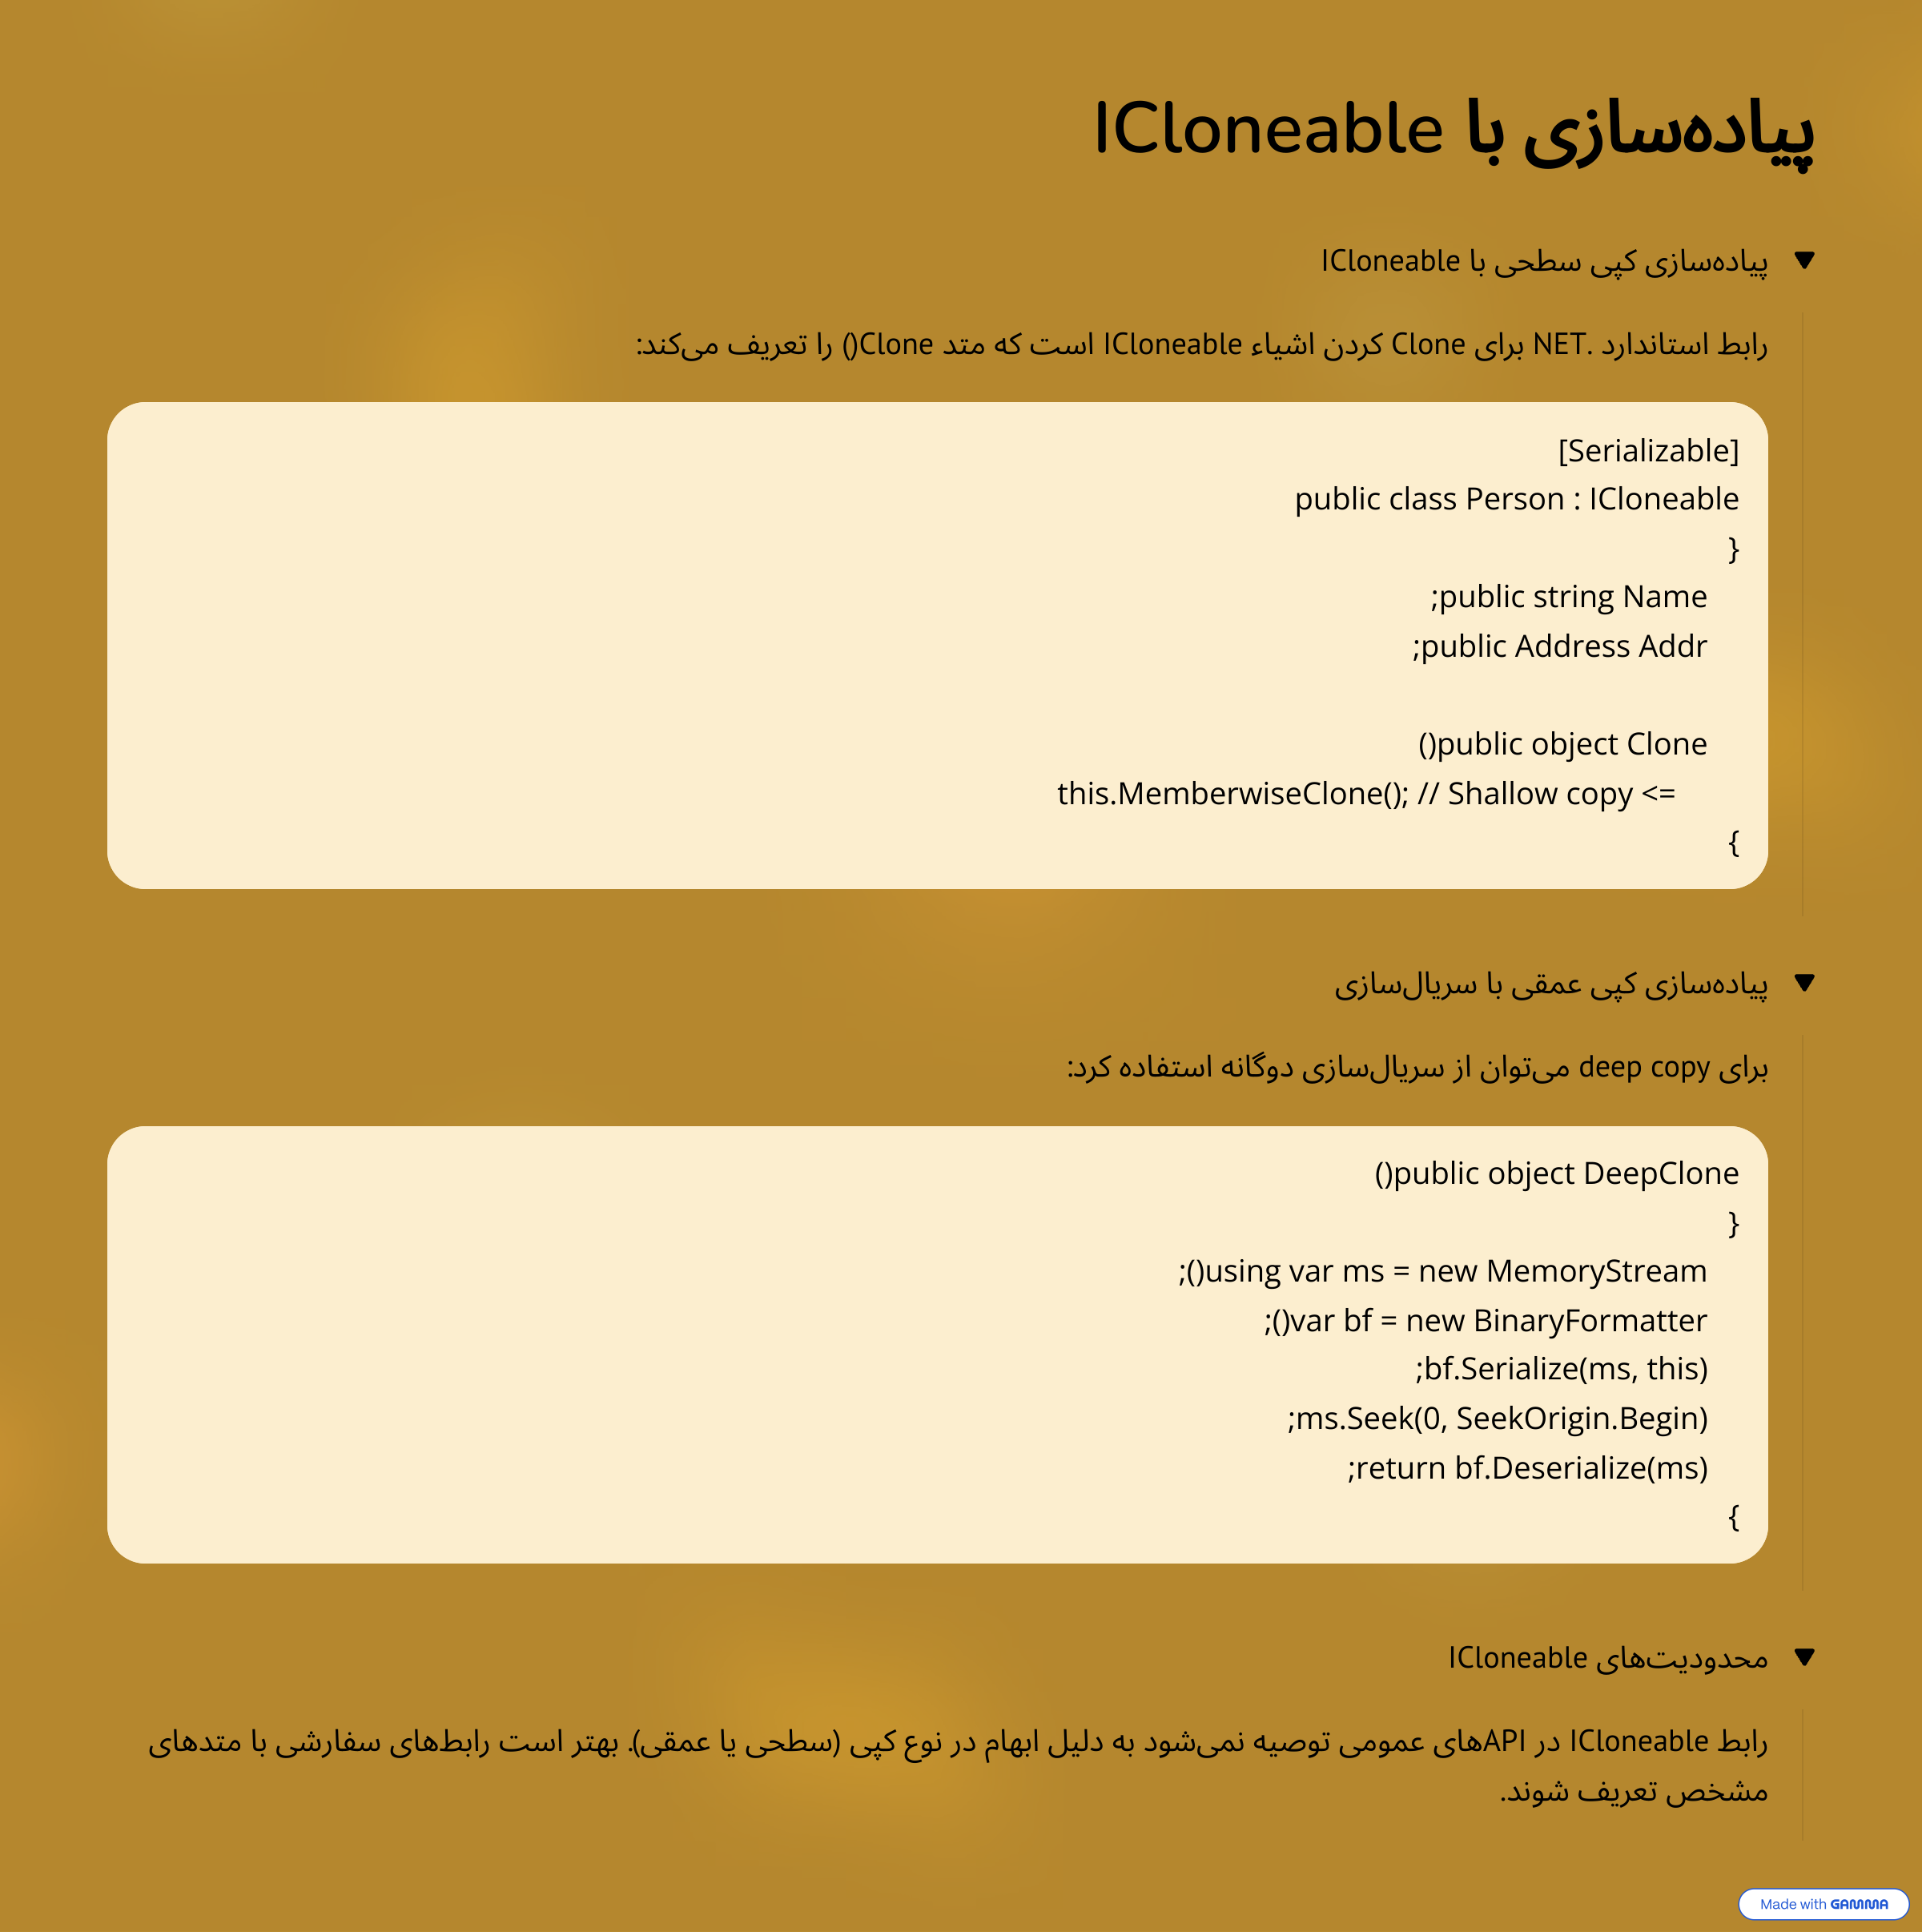 پیاده‌سازی با ICloneable
پیاده‌سازی کپی سطحی با ICloneable
رابط استاندارد .NET برای Clone کردن اشیاء ICloneable است که متد Clone() را تعریف می‌کند:
[Serializable]
public class Person : ICloneable
{
public string Name;
public Address Addr;
public object Clone()
=> this.MemberwiseClone(); // Shallow copy
}
پیاده‌سازی کپی عمقی با سریال‌سازی
برای deep copy می‌توان از سریال‌سازی دوگانه استفاده کرد:
public object DeepClone()
{
using var ms = new MemoryStream();
var bf = new BinaryFormatter();
bf.Serialize(ms, this);
ms.Seek(0, SeekOrigin.Begin);
return bf.Deserialize(ms);
}
محدودیت‌های ICloneable
رابط ICloneable در APIهای عمومی توصیه نمی‌شود به دلیل ابهام در نوع کپی (سطحی یا عمقی). بهتر است رابط‌های سفارشی با متدهای
مشخص تعریف شوند.
Made with GAMMA